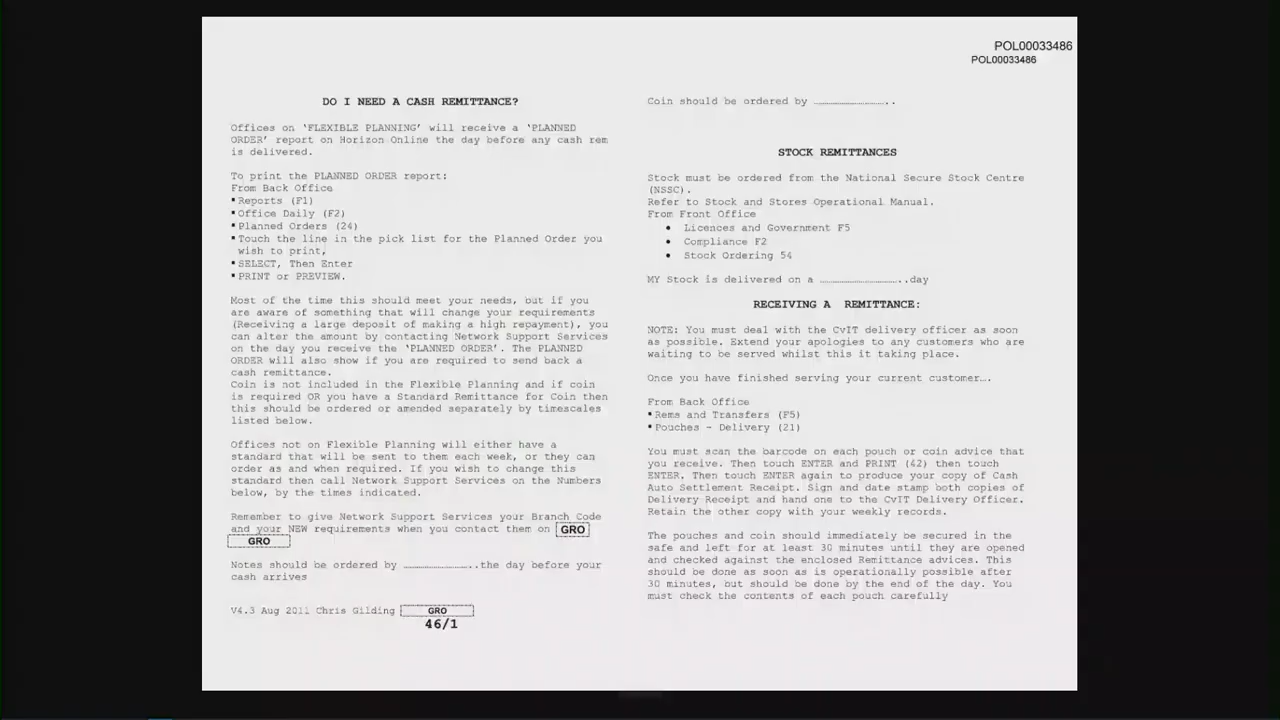 POL00033486
POL00033486
DO I NEED A CASH REMITTANCE?
Offices on ‘FLEXIBLE PLANNING’ will receive a ‘PLANNED
ORDER’ report on Horizon Online the day before any cash rem
is delivered.
To print the PLANNED ORDER report:
From Back Office
▪Reports (F1)
▪Office Daily (F2)
▪Planned Orders (24)
▪Touch the line in the pick list for the Planned Order you
wish to print,
▪SELECT, Then Enter
▪PRINT or PREVIEW.
Most of the time this should meet your needs, but if you
are aware of something that will change your requirements
(Receiving a large deposit of making a high repayment), you
can alter the amount by contacting Network Support Services
on the day you receive the ‘PLANNED ORDER’. The PLANNED
ORDER will also show if you are required to send back a
cash remittance.
Coin is not included in the Flexible Planning and if coin
is required OR you have a Standard Remittance for Coin then
this should be ordered or amended separately by timescales
listed below.
Offices not on Flexible Planning will either have a
standard that will be sent to them each week, or they can
order as and when required. If you wish to change this
standard then call Network Support Services on the Numbers
below, by the times indicated.
Remember to give Network Support Services your Branch Code
and your NEW requirements when you contact them on GRO
GRO
Notes should be ordered by …………………………..the day before your
cash arrives
V4.3 Aug 2011 Chris Gilding GRO
46/1
Coin should be ordered by …………………………..
STOCK REMITTANCES
Stock must be ordered from the National Secure Stock Centre
(NSSC).
Refer to Stock and Stores Operational Manual.
From Front Office
• Licences and Government F5
• Compliance F2
• Stock Ordering 54
MY Stock is delivered on a …………………………..day
RECEIVING A REMITTANCE:
NOTE: You must deal with the CvIT delivery officer as soon
as possible. Extend your apologies to any customers who are
waiting to be served whilst this it taking place.
Once you have finished serving your current customer….
From Back Office
▪Rems and Transfers (F5)
▪Pouches – Delivery (21)
You must scan the barcode on each pouch or coin advice that
you receive. Then touch ENTER and PRINT (42) then touch
ENTER. Then touch ENTER again to produce your copy of Cash
Auto Settlement Receipt. Sign and date stamp both copies of
Delivery Receipt and hand one to the CvIT Delivery Officer.
Retain the other copy with your weekly records.
The pouches and coin should immediately be secured in the
safe and left for at least 30 minutes until they are opened
and checked against the enclosed Remittance advices. This
should be done as soon as is operationally possible after
30 minutes, but should be done by the end of the day. You
must check the contents of each pouch carefully